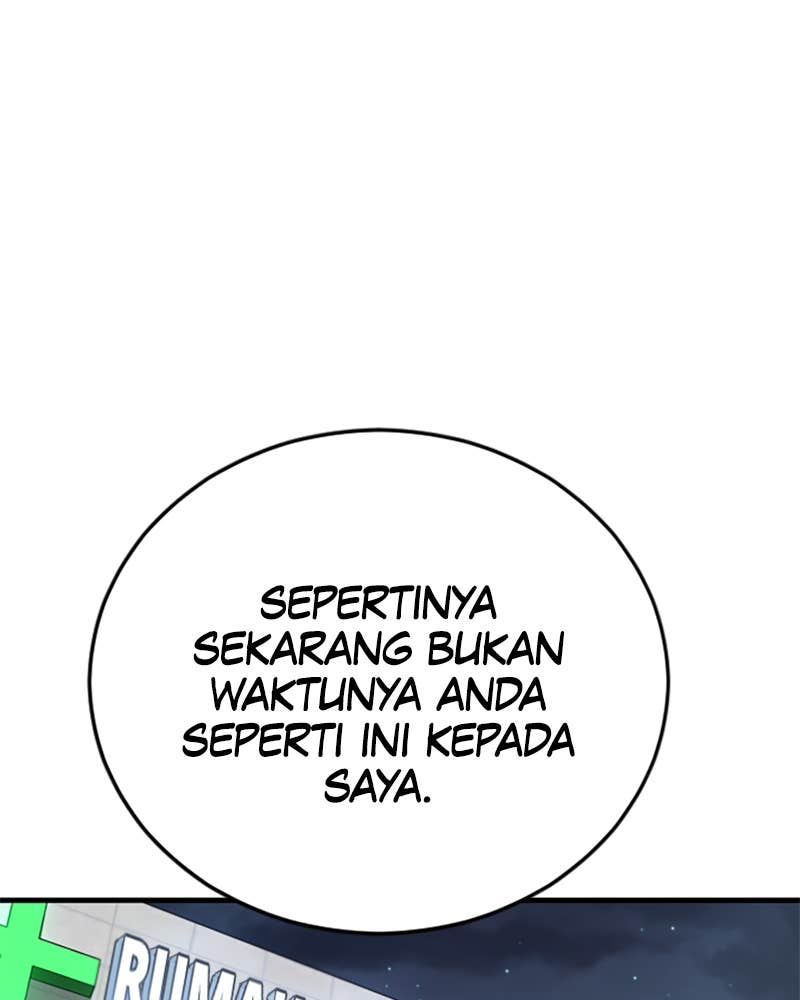 SEPERTINYA
SEKARANG BUKAN
WAKTUNYA ANDA
SEPERTI INI KEPADA
SAYA.